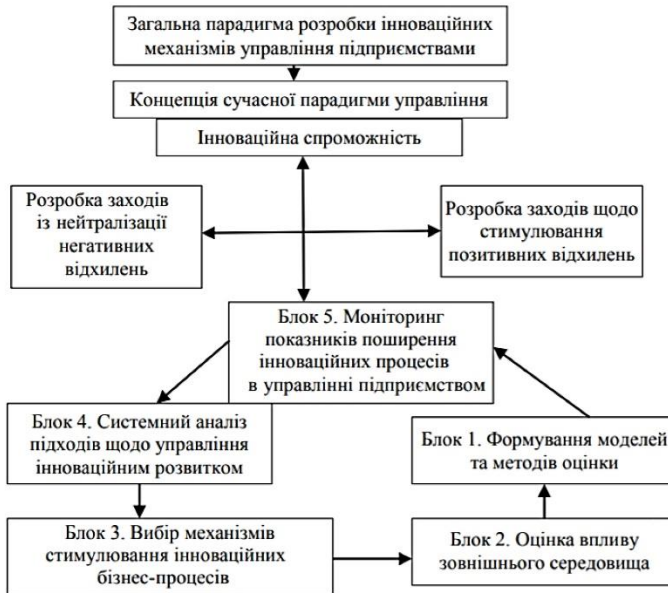 Загальна парадигма розробки інноваційних
механізмів управління підприємствами
Концепція сучасної парадигми управління
Інноваційна спроможність
Розробка заходів
із нейтралізації
негативних
відхилень
Розробка заходів щодо
стимулювання
позитивних відхилень
Блок 5. Моніторинг
показників поширення
інноваційних процесів
в управлінні підприємством
Блок 4. Системний аналіз
підходів щодо управління
інноваційним розвитком
Блок 1. Формування моделей
та методів оцінки
Блок 3. Вибір механізмів
стимулювання інноваційних
бізнес-процесів
Блок 2. Оцінка впливу
зовнішнього середовища